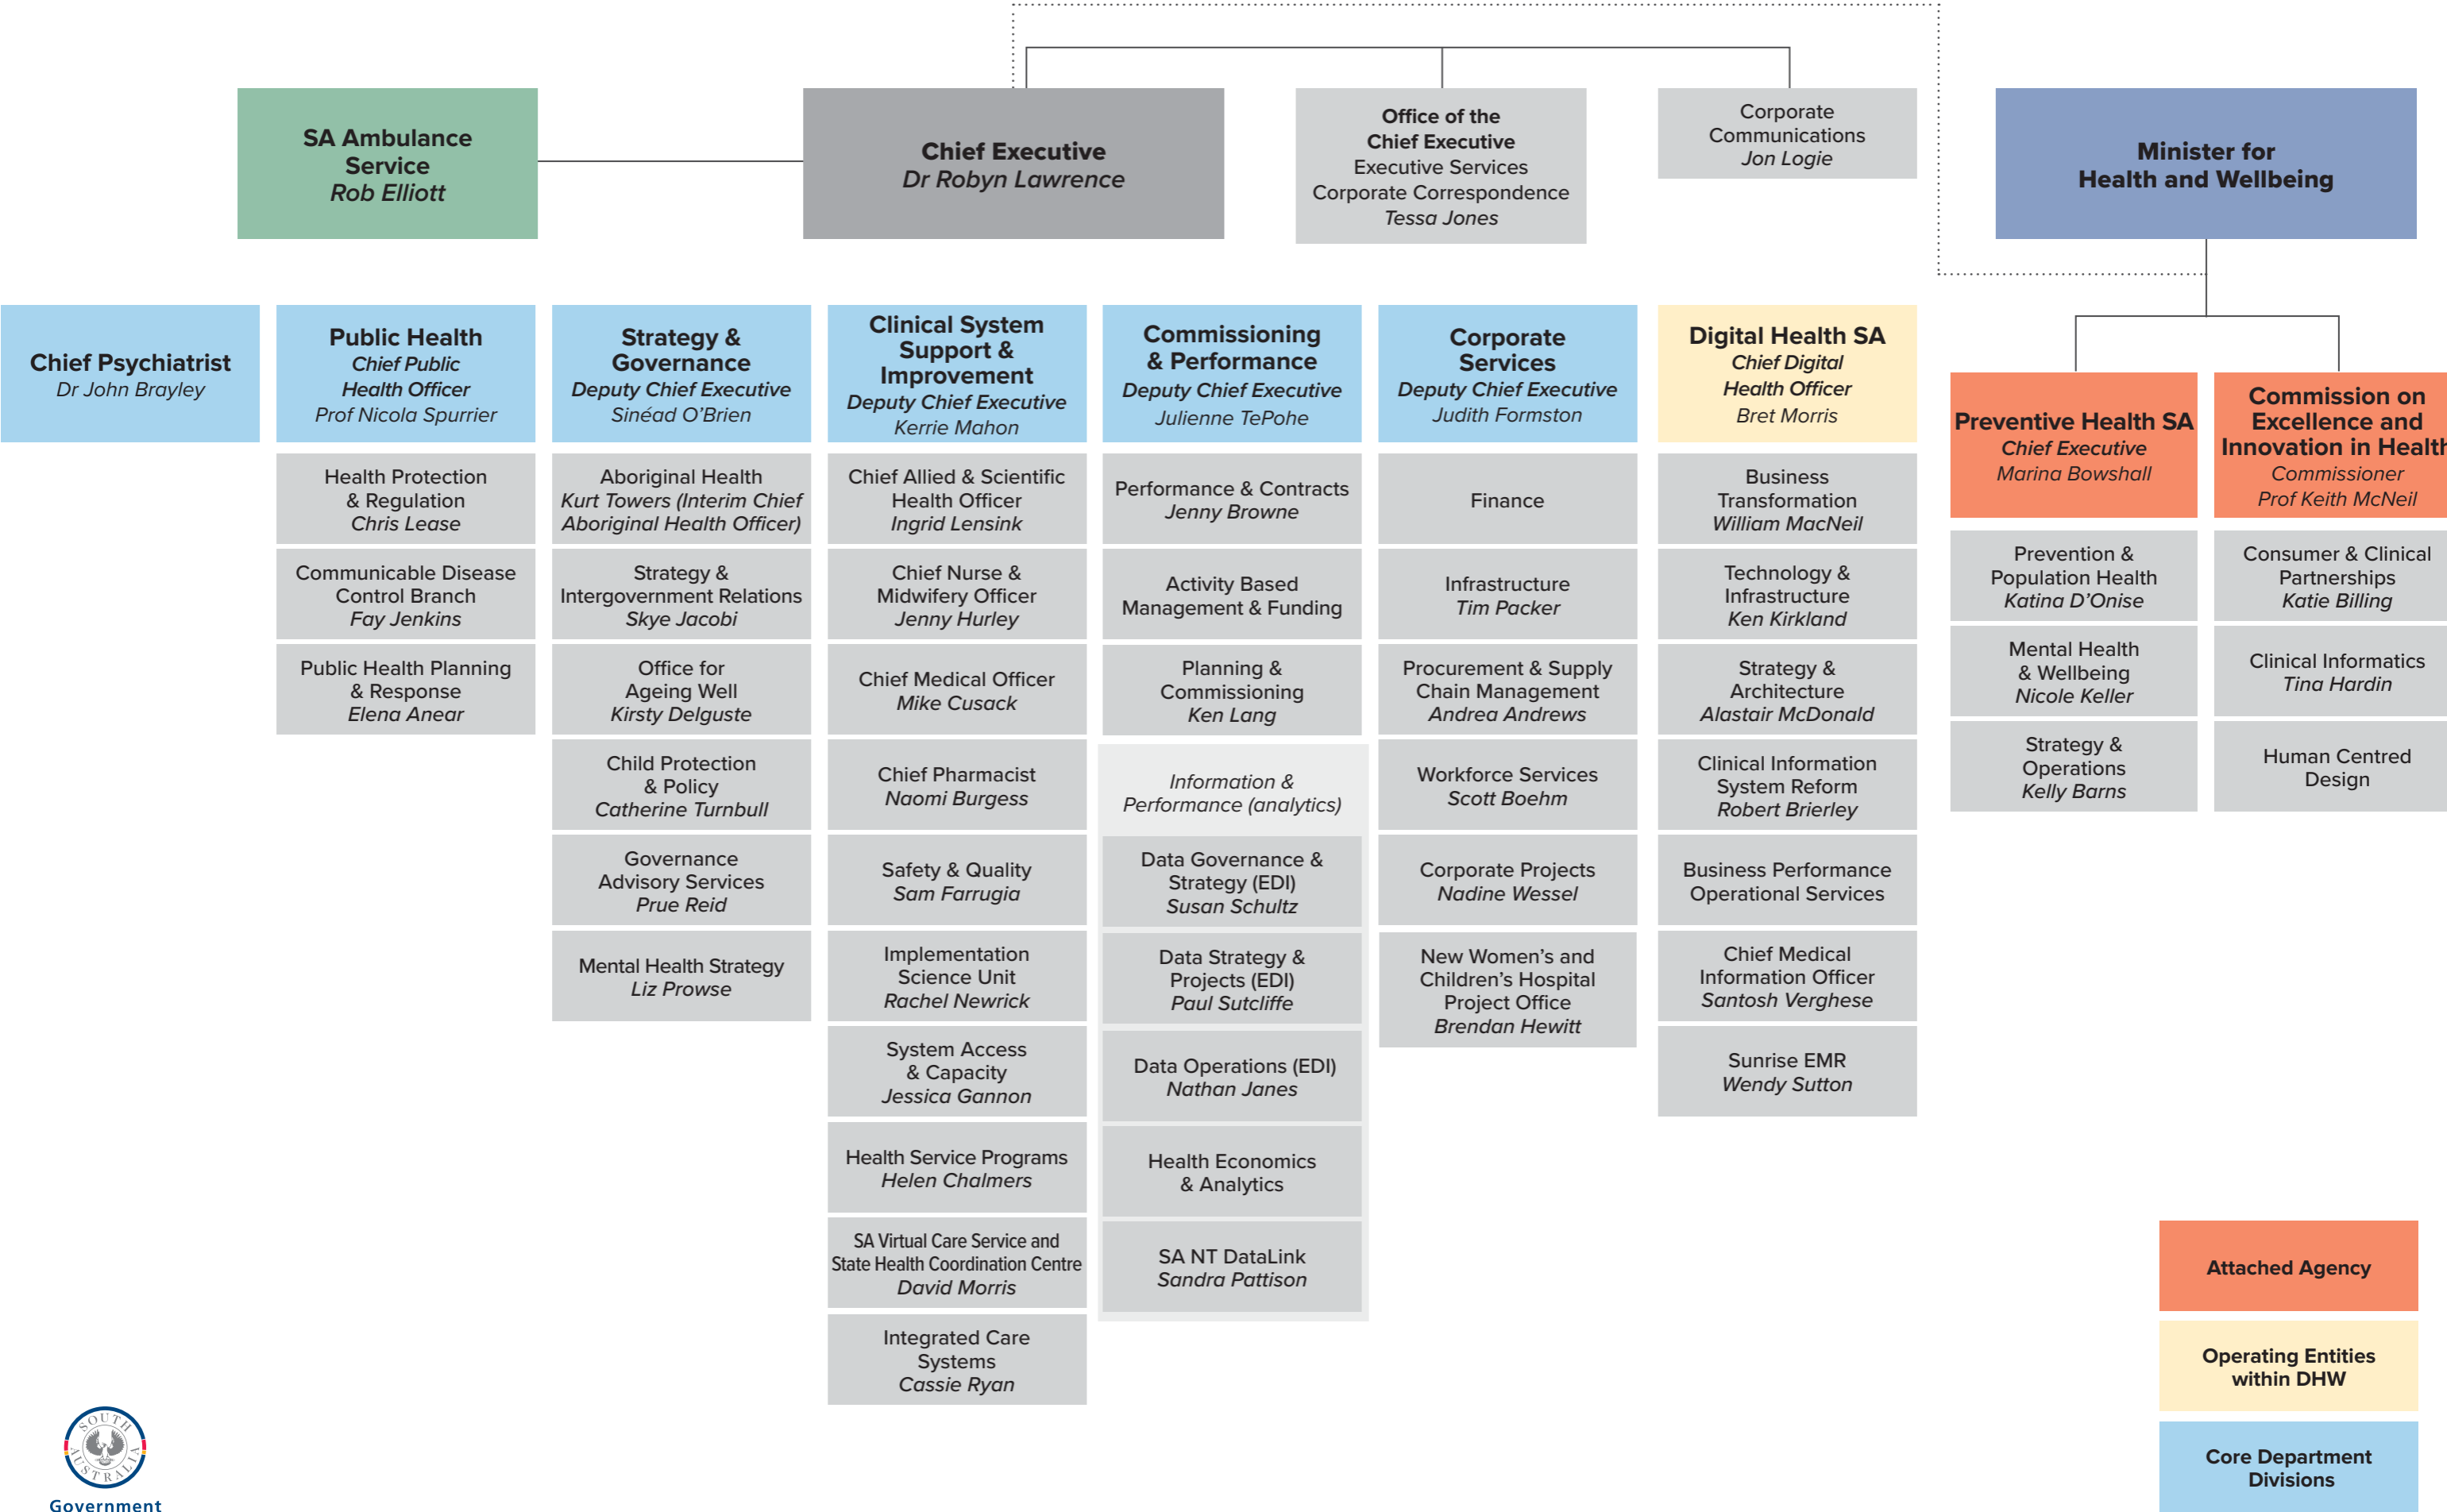 SA Ambulance
Service
Rob Elliott
Chief Executive
Dr Robyn Lawrence
Office of the
Chief Executive
Executive Services
Corporate Correspondence
Tessa Jones
Corporate
Communications
Jon Logie
Minister for
Health and Wellbeing
Chief Psychiatrist
Dr John Brayley
Public Health
Chief Public
Health Officer
Prof Nicola Spurrier
Health Protection
& Regulation
Chris Lease
Communicable Disease
Control Branch
Fay Jenkins
Public Health Planning
& Response
Elena Anear
Strategy &
Governance
Deputy Chief Executive
Sinéad O’Brien
Aboriginal Health
Kurt Towers (Interim Chief
Aboriginal Health Officer)
Strategy &
Intergovernment Relations
Skye Jacobi
Office for
Ageing Well
Kirsty Delguste
Child Protection
& Policy
Catherine Turnbull
Governance
Advisory Services
Prue Reid
Mental Health Strategy
Liz Prowse
Clinical System
Support &
Improvement
Deputy Chief Executive
Kerrie Mahon
Chief Allied & Scientific
Health Officer
Ingrid Lensink
Chief Nurse &
Midwifery Officer
Jenny Hurley
Chief Medical Officer
Mike Cusack
Chief Pharmacist
Naomi Burgess
Safety & Quality
Sam Farrugia
Implementation
Science Unit
Rachel Newrick
System Access
& Capacity
Jessica Gannon
Health Service Programs
Helen Chalmers
SA Virtual Care Service and
State Health Coordination Centre
David Morris
Integrated Care
Systems
Cassie Ryan
Commissioning
& Performance
Deputy Chief Executive
Julienne TePohe
Performance & Contracts
Jenny Browne
Activity Based
Management & Funding
Planning &
Commissioning
Ken Lang
Information &
Performance (analytics)
Data Governance &
Strategy (EDI)
Susan Schultz
Data Strategy &
Projects (EDI)
Paul Sutcliffe
Data Operations (EDI)
Nathan Janes
Health Economics
& Analytics
SA NT DataLink
Sandra Pattison
Corporate
Services
Deputy Chief Executive
Judith Formston
Finance
Infrastructure
Tim Packer
Procurement & Supply
Chain Management
Andrea Andrews
Workforce Services
Scott Boehm
Corporate Projects
Nadine Wessel
New Women’s and
Children’s Hospital
Project Office
Brendan Hewitt
Digital Health SA
Chief Digital
Health Officer
Bret Morris
Business
Transformation
William MacNeil
Technology &
Infrastructure
Ken Kirkland
Strategy &
Architecture
Alastair McDonald
Clinical Information
System Reform
Robert Brierley
Business Performance
Operational Services
Chief Medical
Information Officer
Santosh Verghese
Sunrise EMR
Wendy Sutton
Preventive Health SA
Chief Executive
Marina Bowshall
Prevention &
Population Health
Katina D’Onise
Mental Health
& Wellbeing
Nicole Keller
Strategy &
Operations
Kelly Barns
Commission on
Excellence and
Innovation in Health
Commissioner
Prof Keith McNeil
Consumer & Clinical
Partnerships
Katie Billing
Clinical Informatics
Tina Hardin
Human Centred
Design
Attached Agency
Operating Entities
within DHW
Core Department
Divisions
SOUTH
AUSTRALIA
Government